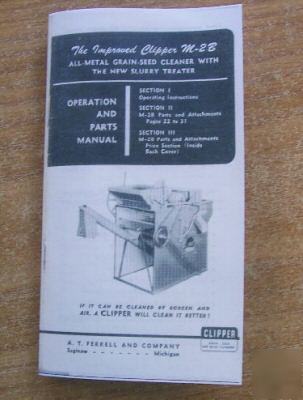 The Improved Clipper M-2B
ALL-METAL GRAIN-SEED CLEANER WITH
THE NEW SLURRY TREATER
OPERATION
AND
PARTS
MANUAL
SECTION I
Operating Instructions
SECTION II
M-2B Parts and Attachments
Pages 22 to 31
SECTION III
M-2B Parts and Attachments
Price Section (Inside
Back Cover)
IF IT CAN BE CLEANED BY SCREEN AND
AIR, A CLIPPER WILL CLEAN IT BETTER!
CLIPPER
A. T. FERRELL AND COMPANY
Saginaw - - - - - - - Michigan